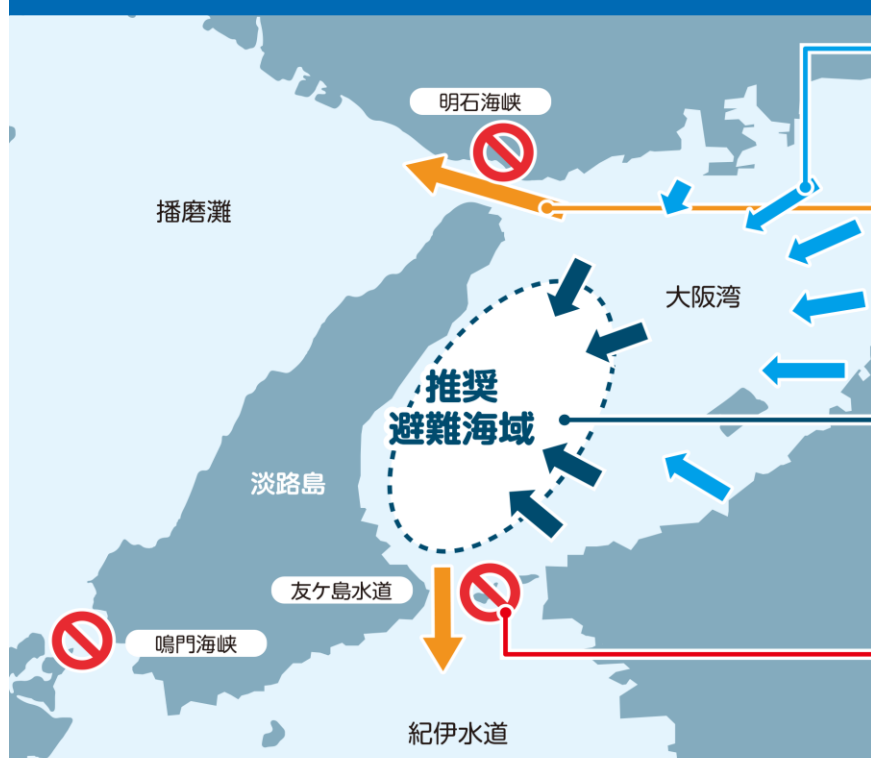 明石海峡
播磨灘
大阪湾
推奨
避難海域
淡路島
友ケ島水道
鳴門海峡
紀伊水道